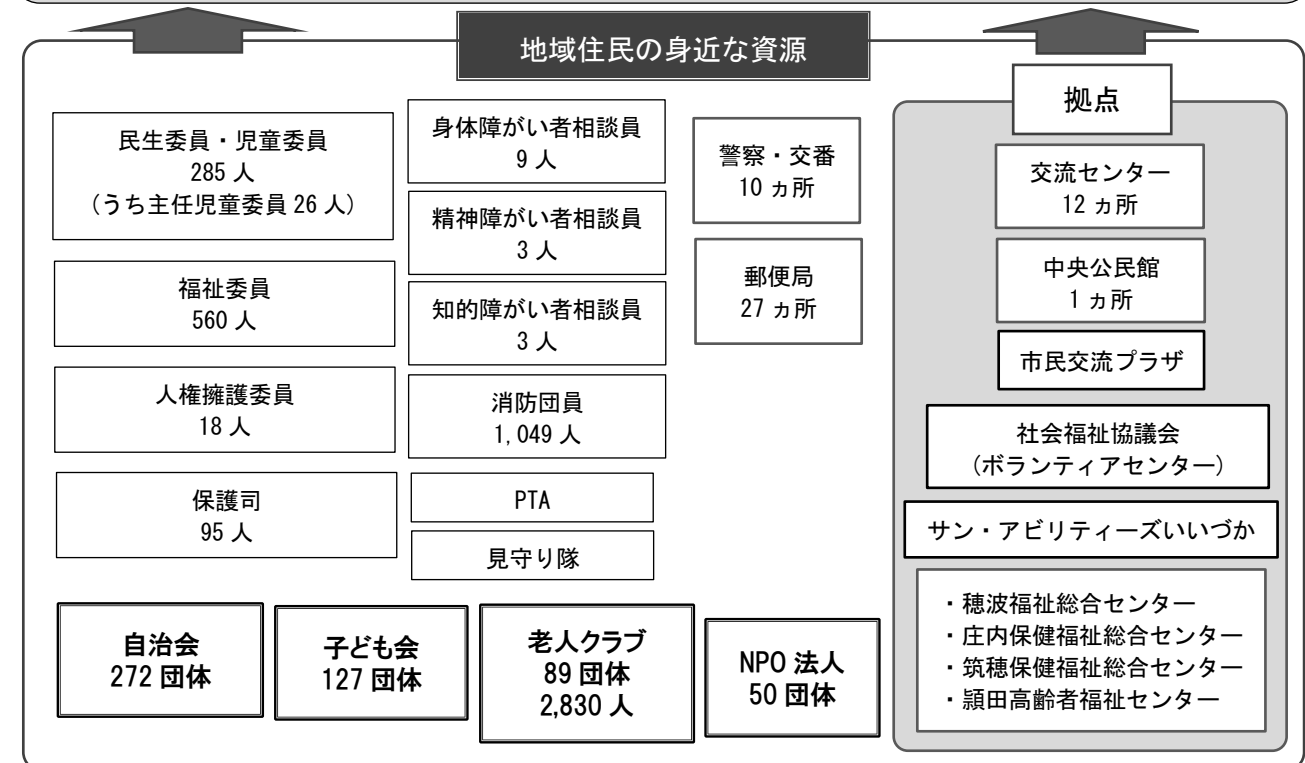 地域住民の身近な資源
民生委員・児童委員
285 人
(うち主任児童委員 26 人)
福祉委員
560 人
人権擁護委員
18 人
保護司
95 人
身体障がい者相談員
9 人
精神障がい者相談員
3 人
知的障がい者相談員
3 人
消防団員
1,049 人
PTA
見守り隊
警察・交番
10 ヵ所
郵便局
27 ヵ所
自治会
272 団体
子ども会
127 団体
老人クラブ
89 団体
2,830 人
NPO 法人
50 団体
拠点
交流センター
12 ヵ所
中央公民館
1 ヵ所
市民交流プラザ
社会福祉協議会
(ボランティアセンター)
サン・アビリティーズいいづか
・穂波福祉総合センター
・庄内保健福祉総合センター
・筑穂保健福祉総合センター
・頴田高齢者福祉センター